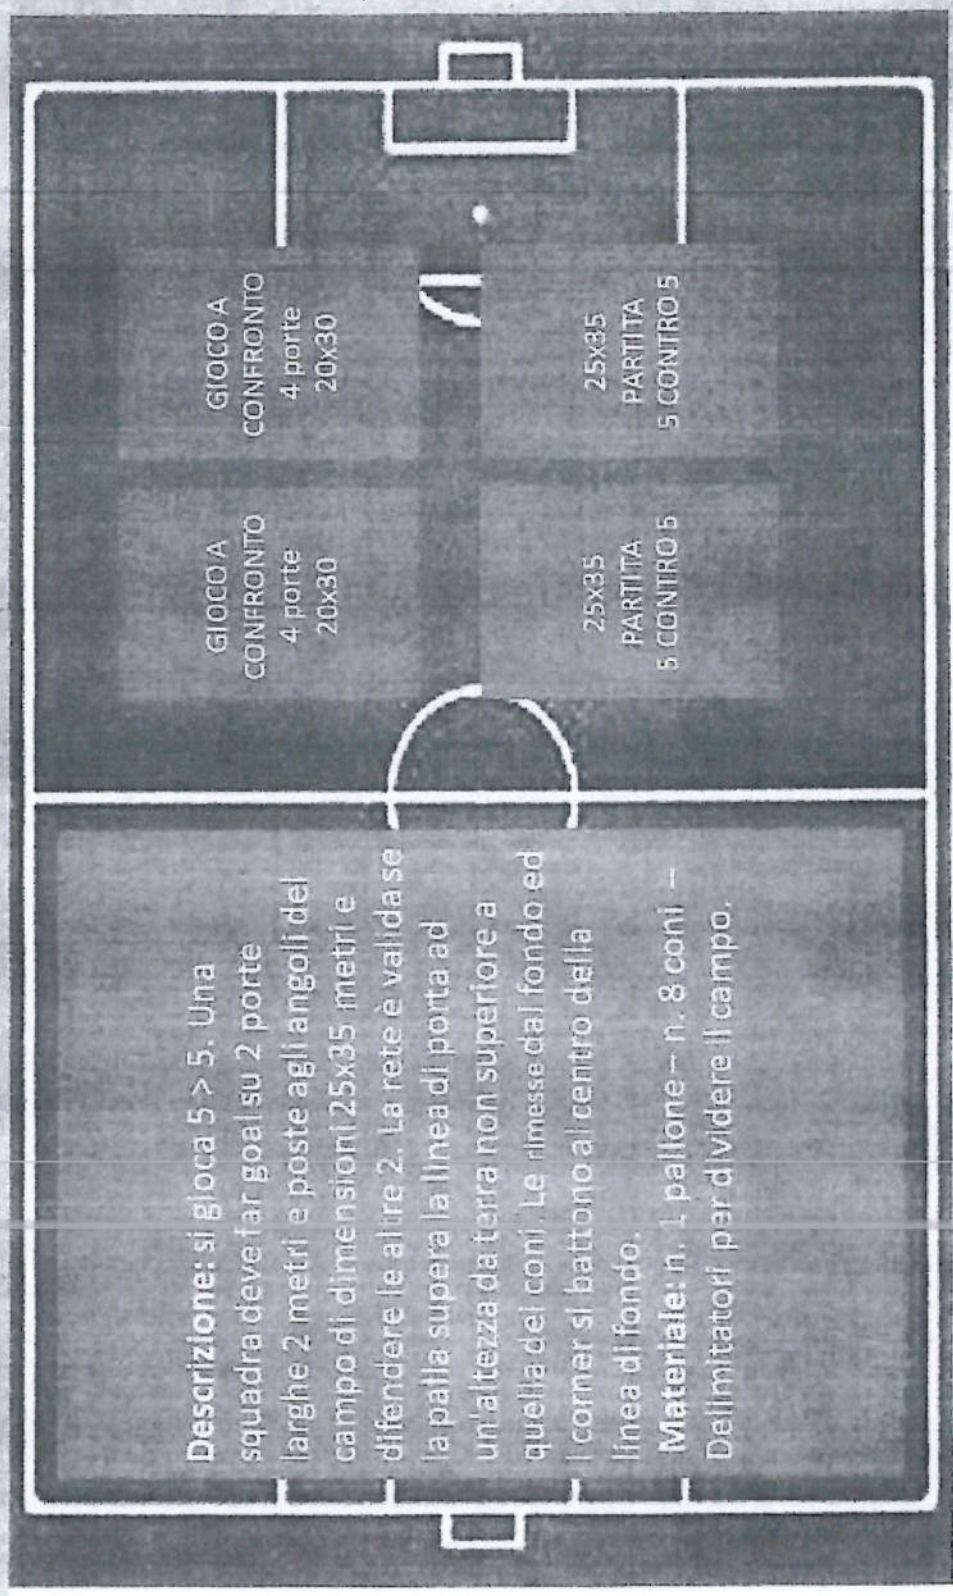 Descrizione: si gioca 5 > 5. Una
squadra deve far goal su 2 porte
larghe 2 metri e poste agli angoli del
campo di dimensioni 25x35 metri e
difendere le altre 2. La rete è valida se
la palla supera la linea di porta ad
un'altezza da terra non superiore a
quella dei coni. Le rimesse dal fondo ed
i corner si battono al centro della
linea di fondo.
Materiale: n. 1 pallone – n. 8 coni –
Delimitatori per dividere il campo.
GIOCO A
CONFRONTO
4 porte
20x30
GIOCO A
CONFRONTO
4 porte
20x30
25x35
PARTITA
5 CONTRO 5
25x35
PARTITA
5 CONTRO 5